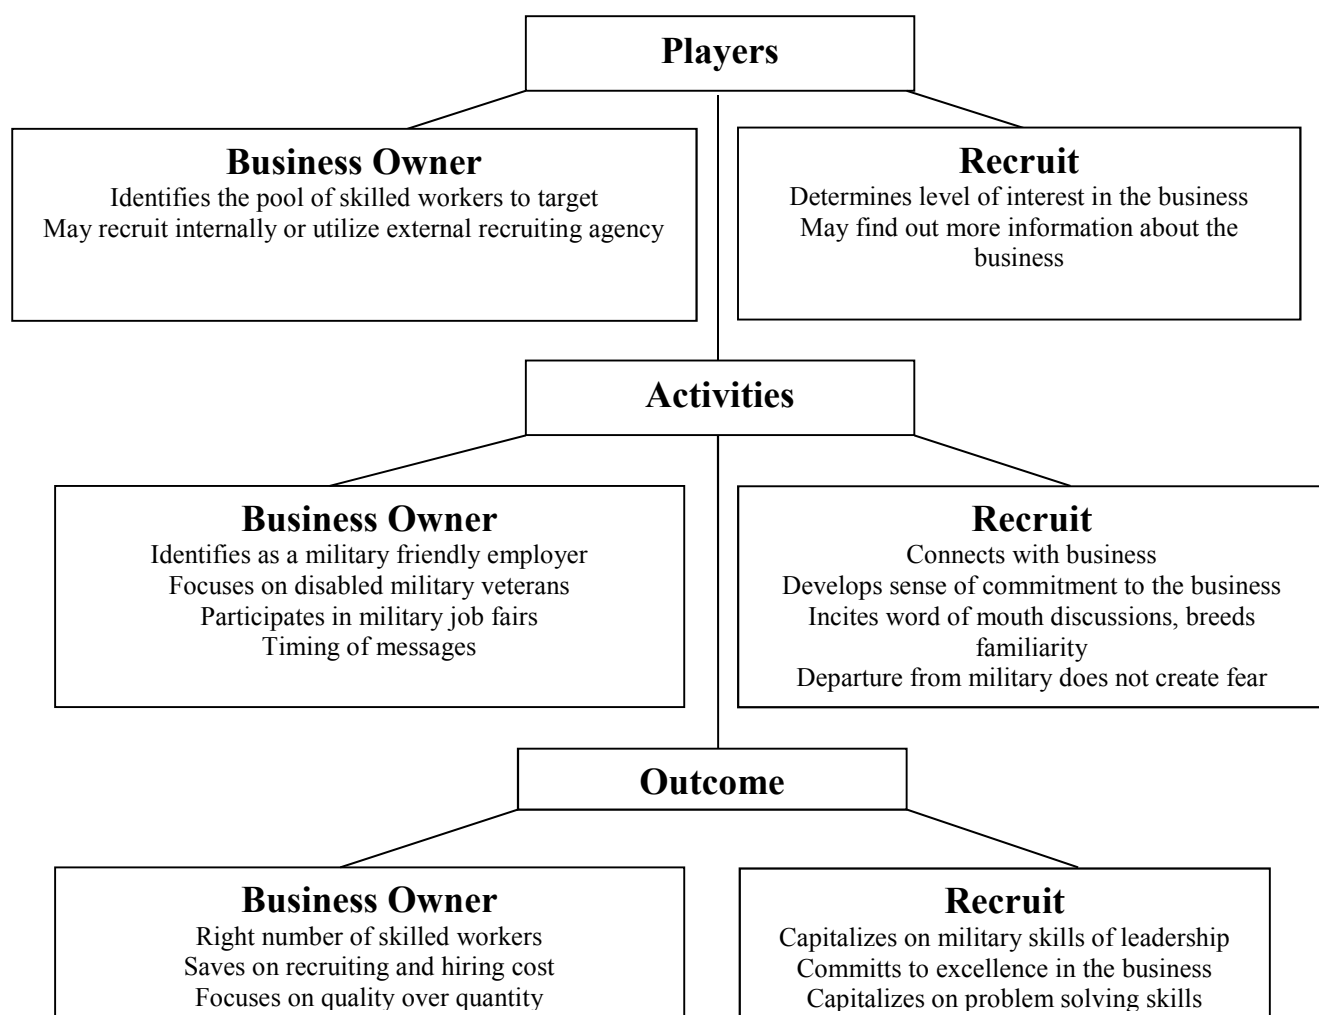 Players
Business Owner
Identifies the pool of skilled workers to target
May recruit internally or utilize external recruiting agency
Recruit
Determines level of interest in the business
May find out more information about the
business
Activities
Business Owner
Identifies as a military friendly employer
Focuses on disabled military veterans
Participates in military job fairs
Timing of messages
Recruit
Connects with business
Develops sense of commitment to the business
Incites word of mouth discussions, breeds
familiarity
Departure from military does not create fear
Outcome
Business Owner
Right number of skilled workers
Saves on recruiting and hiring cost
Focuses on quality over quantity
Recruit
Capitalizes on military skills of leadership
Committs to excellence in the business
Capitalizes on problem solving skills